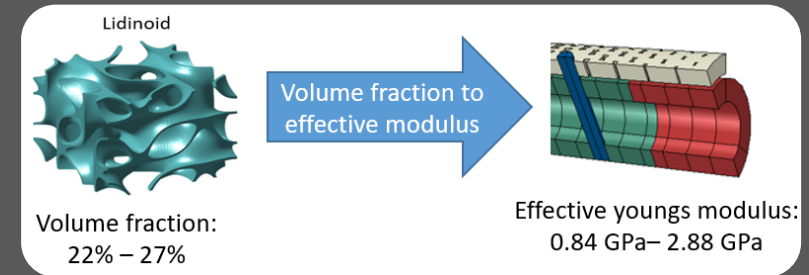 Lidinoid
Volume fraction to
effective modulus
Volume fraction:
22% – 27%
Effective youngs modulus:
0.84 GPa– 2.88 GPa